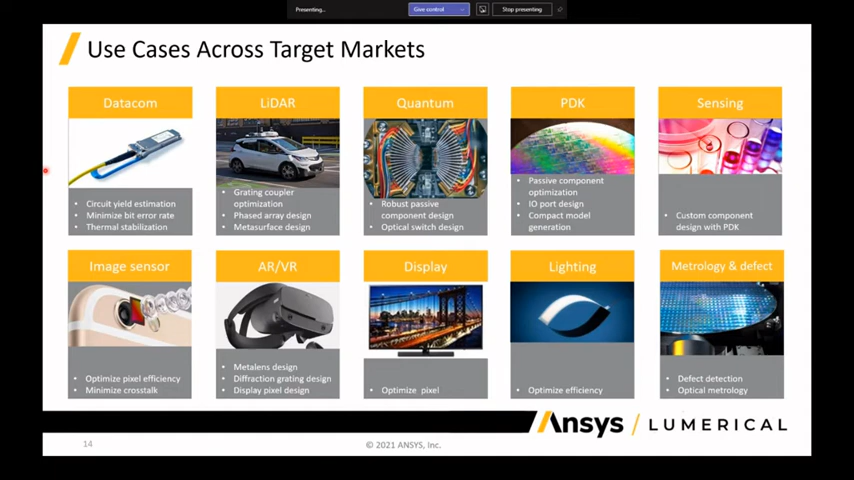 Presenting...
Give control
Stop presenting
Use Cases Across Target Markets
Datacom
Circuit yield estimation
Minimize bit error rate
Thermal stabilization
LiDAR
Grating coupler
optimization
Phased array design
Metasurface design
Quantum
Robust passive
component design
Optical switch design
PDK
Passive component
optimization
IO port design
Compact model
generation
Sensing
Custom component
design with PDK
Image sensor
Optimize pixel efficiency
Minimize crosstalk
AR/VR
Metalens design
Diffraction grating design
Display pixel design
Display
Optimize pixel
Lighting
Optimize efficiency
Metrology & defect
Defect detection
Optical metrology
Ansys / LUMERICAL
14
© 2021 ANSYS, Inc.